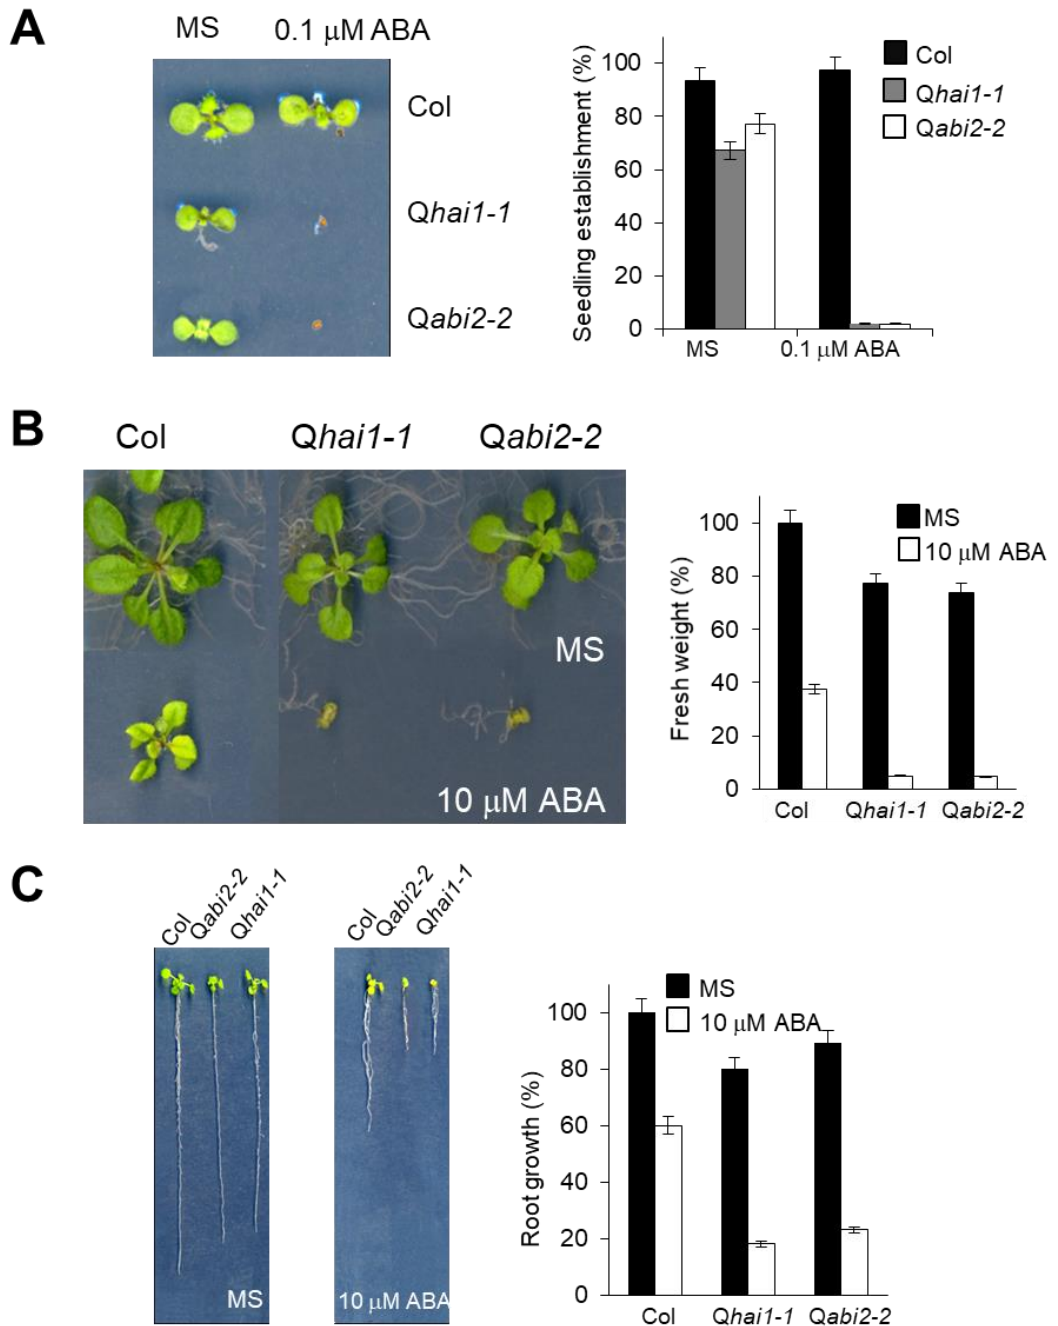 A
MS
0.1 μM ABA
Col
Qhai1-1
Qabi2-2
Seedling establishment (%)
100
80
60
40
20
0
MS
0.1 μM ABA
Col
Qhai1-1
Qabi2-2
B
Col
Qhai1-1
Qabi2-2
MS
10 μM ABA
Fresh weight (%)
100
80
60
40
20
0
MS
10 μM ABA
Col
Qhai1-1
Qabi2-2
C
Col
Qabi2-2
Qhai1-1
MS
Col
Qabi2-2
Qhai1-1
10 μM ABA
Root growth (%)
100
80
60
40
20
0
MS
10 μM ABA
Col
Qhai1-1
Qabi2-2